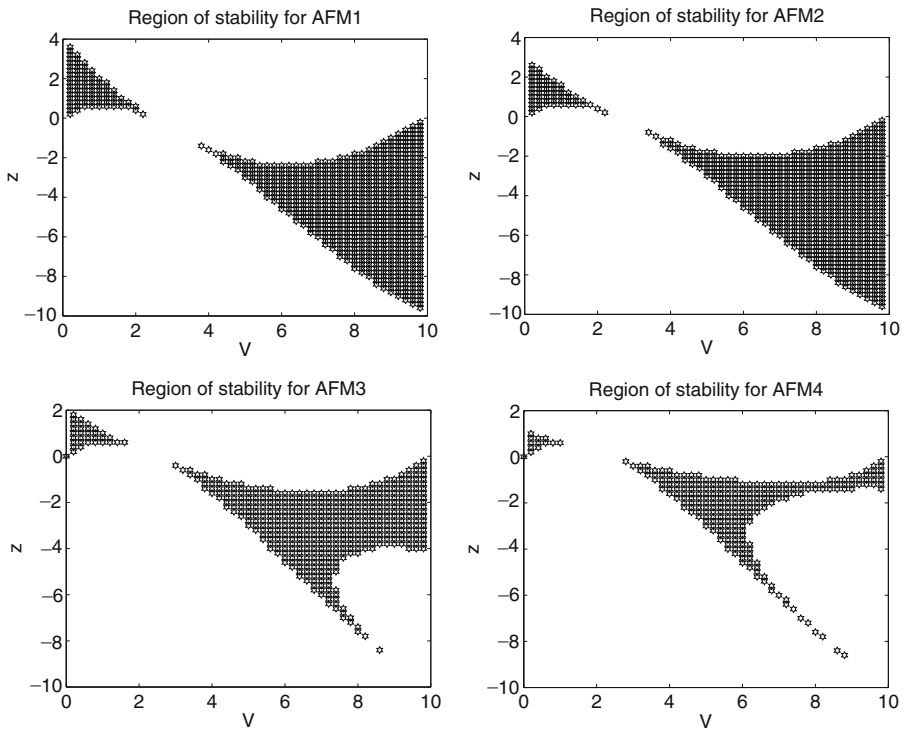 Region of stability for AFM1
4
2
0
−2
−4
−6
−8
−10
z
0 2 4 6 8 10
V
Region of stability for AFM2
4
2
0
−2
−4
−6
−8
−10
z
0 2 4 6 8 10
V
Region of stability for AFM3
2
0
−2
−4
−6
−8
−10
z
0 2 4 6 8 10
V
Region of stability for AFM4
2
0
−2
−4
−6
−8
−10
z
0 2 4 6 8 10
V